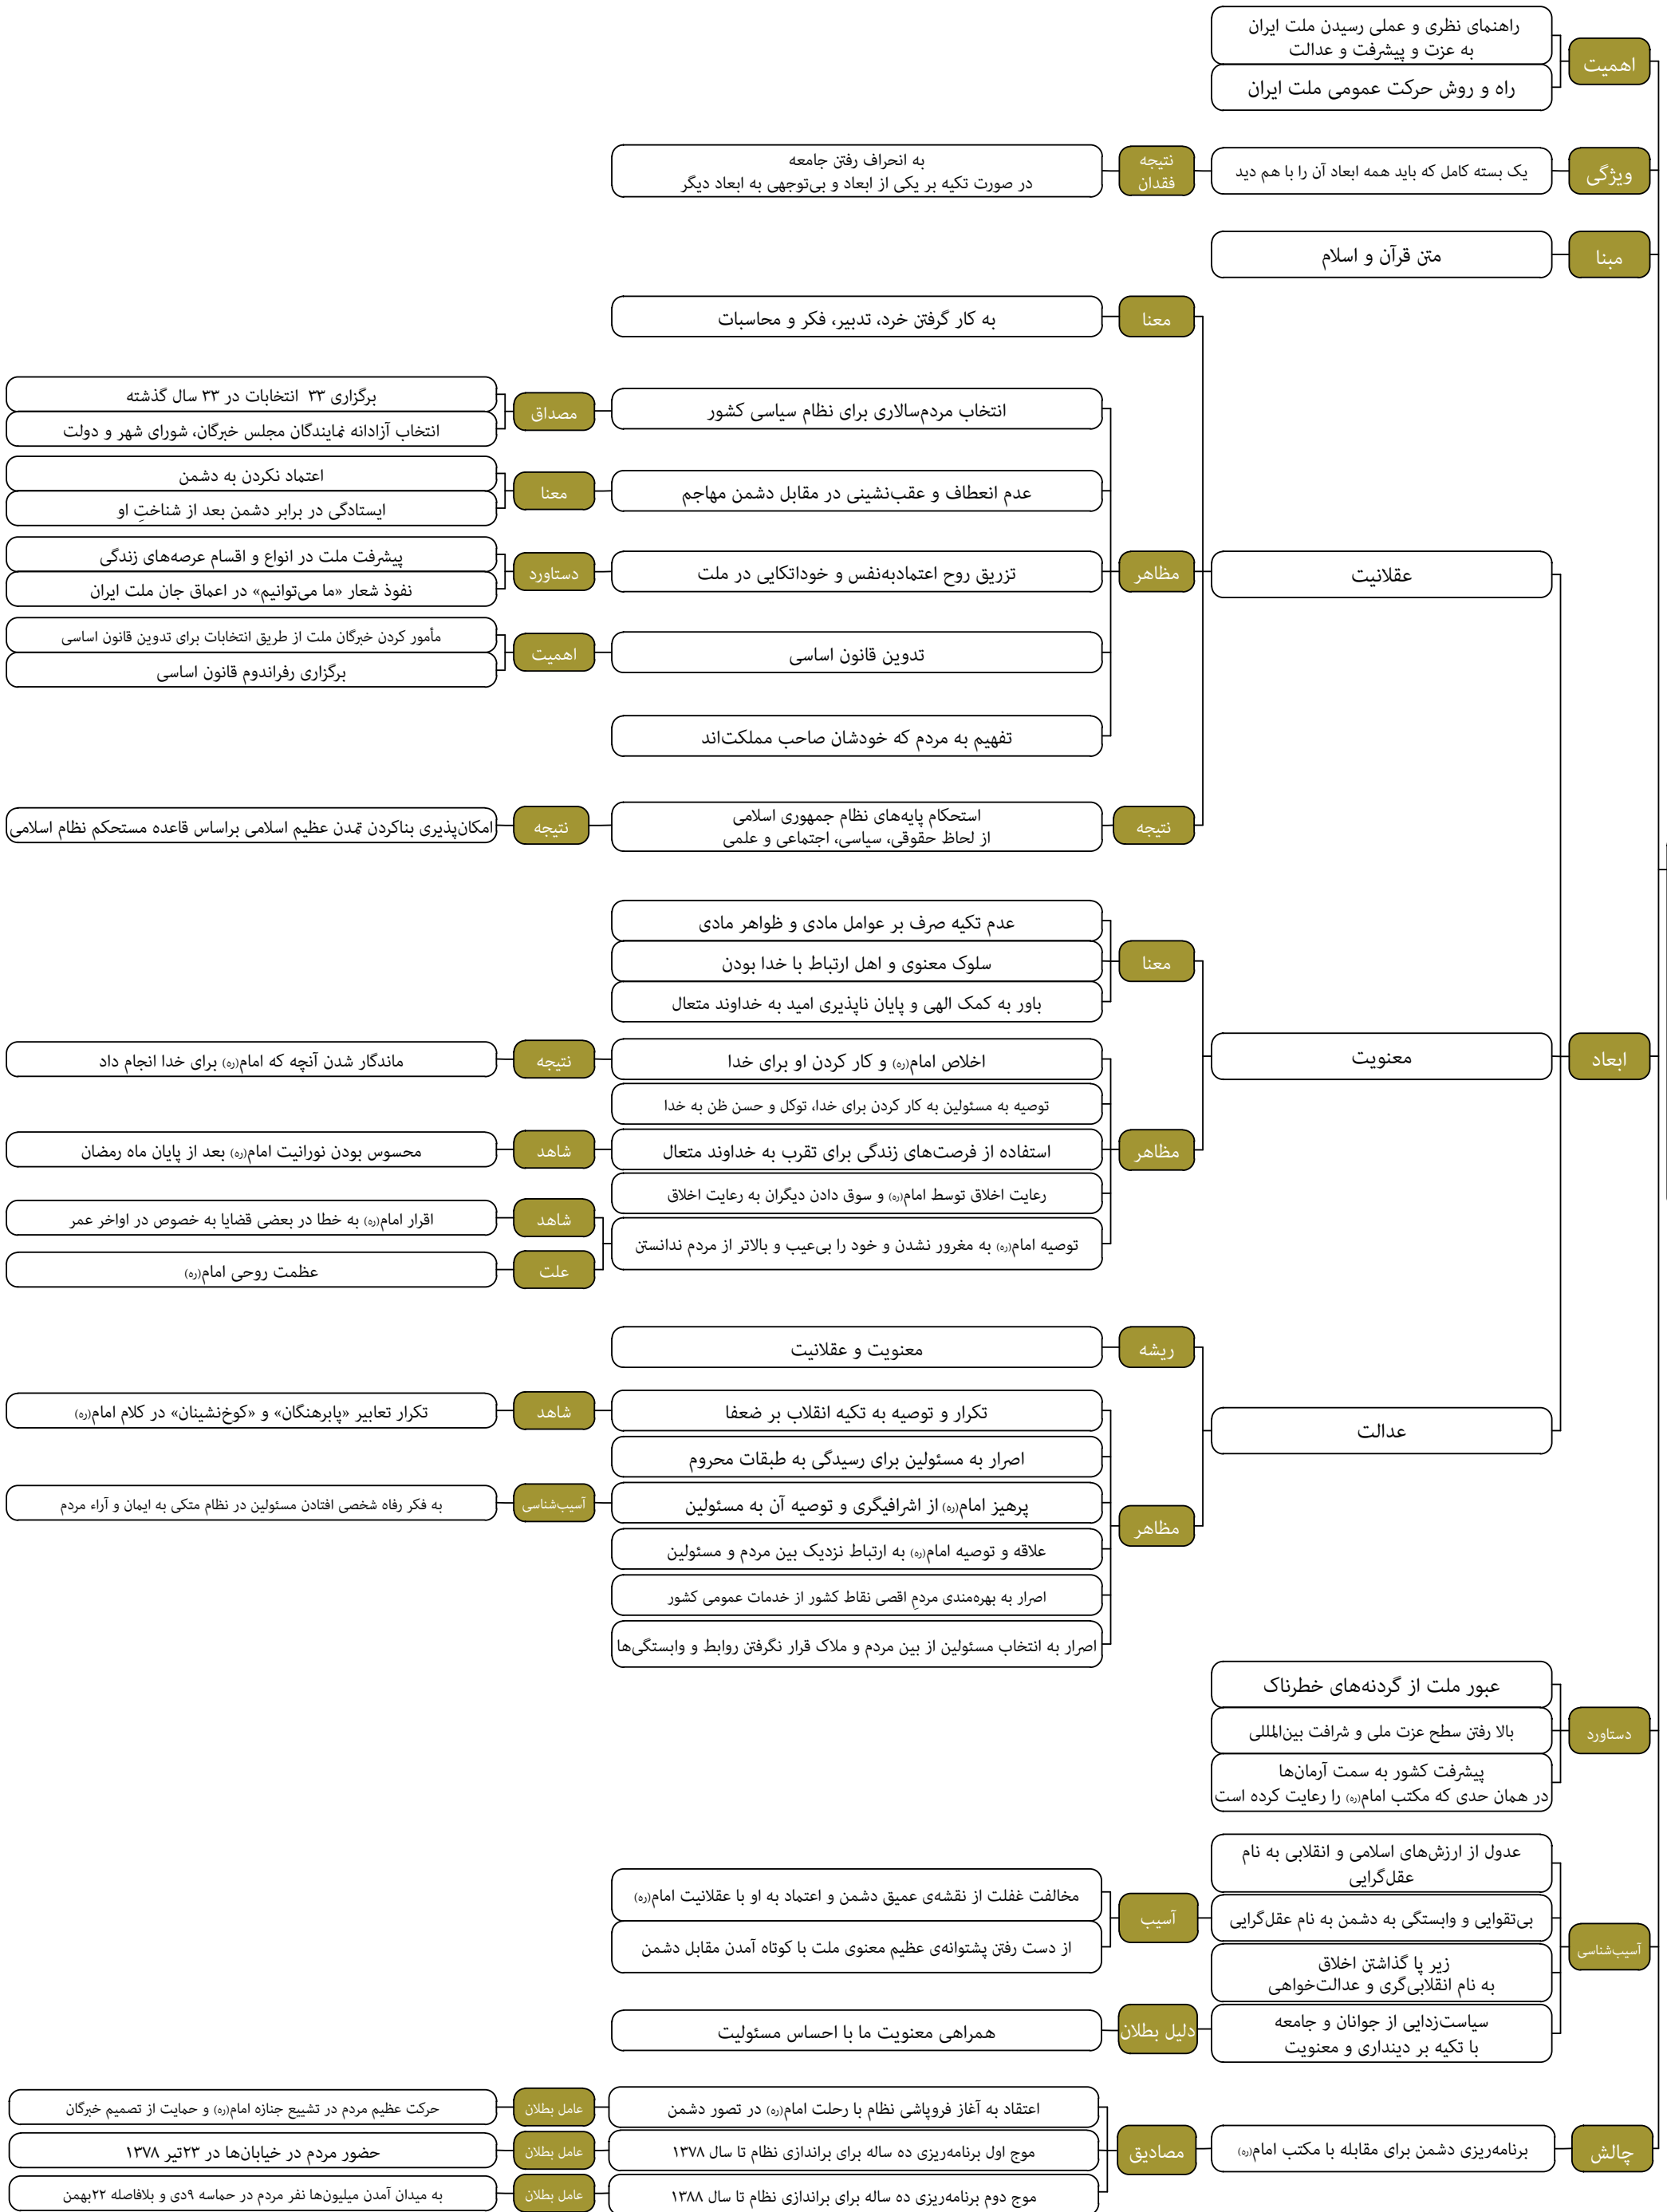 اهمیت
راهنمای نظری و عملی رسیدن ملت ایران
به عزت و پیشرفت و عدالت
راه و روش حرکت عمومی ملت ایران
ویژگی
یک بسته کامل که باید همه ابعاد آن را با هم دید
نتیجه
فقدان
به انحراف رفتن جامعه
در صورت تکیه بر یکی از ابعاد و بی‌توجهی به ابعاد دیگر
مبنا
متن قرآن و اسلام
ابعاد
عقلانیت
معنا
به کار گرفتن خرد، تدبیر، فکر و محاسبات
مظاهر
انتخاب مردم‌سالاری برای نظام سیاسی کشور
مصداق
برگزاری ۳۳ انتخابات در ۳۳ سال گذشته
انتخاب آزادانه نمایندگان مجلس خبرگان، شورای شهر و دولت
عدم انعطاف و عقب‌نشینی در مقابل دشمن مهاجم
معنا
اعتماد نکردن به دشمن
ایستادگی در برابر دشمن بعد از شناختِ او
تزریق روح اعتمادبه‌نفس و خوداتکایی در ملت
دستاورد
پیشرفت ملت در انواع و اقسام عرصه‌های زندگی
نفوذ شعار «ما می‌توانیم» در اعماق جان ملت ایران
تدوین قانون اساسی
اهمیت
مأمور کردن خبرگان ملت از طریق انتخابات برای تدوین قانون اساسی
برگزاری رفراندوم قانون اساسی
تفهیم به مردم که خودشان صاحب مملکت‌اند
نتیجه
استحکام پایه‌های نظام جمهوری اسلامی
از لحاظ حقوقی، سیاسی، اجتماعی و علمی
نتیجه
امکان‌پذیری بناکردن تمدن عظیم اسلامی براساس قاعده مستحکم نظام اسلامی
معنویت
معنا
عدم تکیه صرف بر عوامل مادی و ظواهر مادی
سلوک معنوی و اهل ارتباط با خدا بودن
باور به کمک الهی و پایان ناپذیری امید به خداوند متعال
مظاهر
اخلاص امام(ره) و کار کردن او برای خدا
نتیجه
ماندگار شدن آنچه که امام(ره) برای خدا انجام داد
توصیه به مسئولین به کار کردن برای خدا، توکل و حسن ظن به خدا
استفاده از فرصت‌های زندگی برای تقرب به خداوند متعال
شاهد
محسوس بودن نورانیت امام(ره) بعد از پایان ماه رمضان
رعایت اخلاق توسط امام(ره) و سوق دادن دیگران به رعایت اخلاق
توصیه امام(ره) به مغرور نشدن و خود را بی‌عیب و بالاتر از مردم ندانستن
شاهد
اقرار امام(ره) به خطا در بعضی قضایا به خصوص در اواخر عمر
علت
عظمت روحی امام(ره)
عدالت
ریشه
معنویت و عقلانیت
مظاهر
تکرار و توصیه به تکیه انقلاب بر ضعفا
شاهد
تکرار تعابیر «پابرهنگان» و «کوخ‌نشینان» در کلام امام(ره)
اصرار به مسئولین برای رسیدگی به طبقات محروم
پرهیز امام(ره) از اشرافیگری و توصیه آن به مسئولین
آسیب‌شناسی
به فکر رفاه شخصی افتادن مسئولین در نظام متکی به ایمان و آراء مردم
علاقه و توصیه امام(ره) به ارتباط نزدیک بین مردم و مسئولین
اصرار به بهره‌مندی مردمِ اقصی نقاط کشور از خدمات عمومی کشور
اصرار به انتخاب مسئولین از بین مردم و ملاک قرار نگرفتن روابط و وابستگی‌ها
دستاورد
عبور ملت از گردنه‌های خطرناک
بالا رفتن سطح عزت ملی و شرافت بین‌المللی
پیشرفت کشور به سمت آرمان‌ها
در همان حدی که مکتب امام(ره) را رعایت کرده است
آسیب‌شناسی
عدول از ارزش‌های اسلامی و انقلابی به نام
عقل‌گرایی
بی‌تقوایی و وابستگی به دشمن به نام عقل‌گرایی
آسیب
مخالفت غفلت از نقشه‌ی عمیق دشمن و اعتماد به او با عقلانیت امام(ره)
از دست رفتن پشتوانه‌ی عظیم معنوی ملت با کوتاه آمدن مقابل دشمن
زیر پا گذاشتن اخلاق
به نام انقلابی‌گری و عدالت‌خواهی
سیاست‌زدایی از جوانان و جامعه
با تکیه بر دینداری و معنویت
دلیل بطلان
همراهی معنویت ما با احساس مسئولیت
چالش
برنامه‌ریزی دشمن برای مقابله با مکتب امام(ره)
مصادیق
اعتقاد به آغاز فروپاشی نظام با رحلت امام(ره) در تصور دشمن
عامل بطلان
حرکت عظیم مردم در تشییع جنازه امام(ره) و حمایت از تصمیم خبرگان
موج اول برنامه‌ریزی ده ساله برای براندازی نظام تا سال ۱۳۷۸
عامل بطلان
حضور مردم در خیابان‌ها در ۲۳تیر ۱۳۷۸
موج دوم برنامه‌ریزی ده ساله برای براندازی نظام تا سال ۱۳۸۸
عامل بطلان
به میدان آمدن میلیون‌ها نفر مردم در حماسه ۹دی و بلافاصله ۲۲بهمن